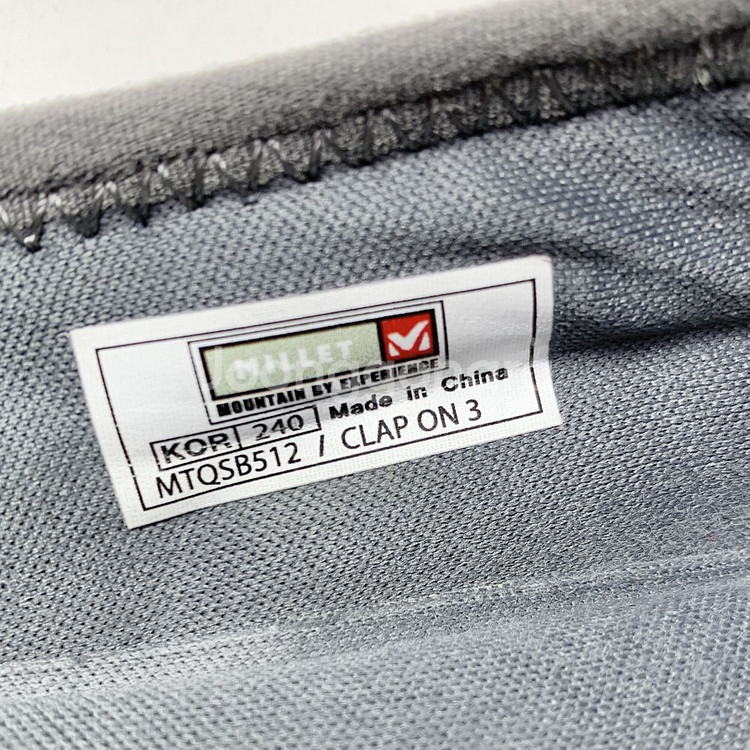 MILLET
MOUNTAIN BY EXPERIENCE
KOR 240 Made in China
MTQSB512 / CLAP ON 3